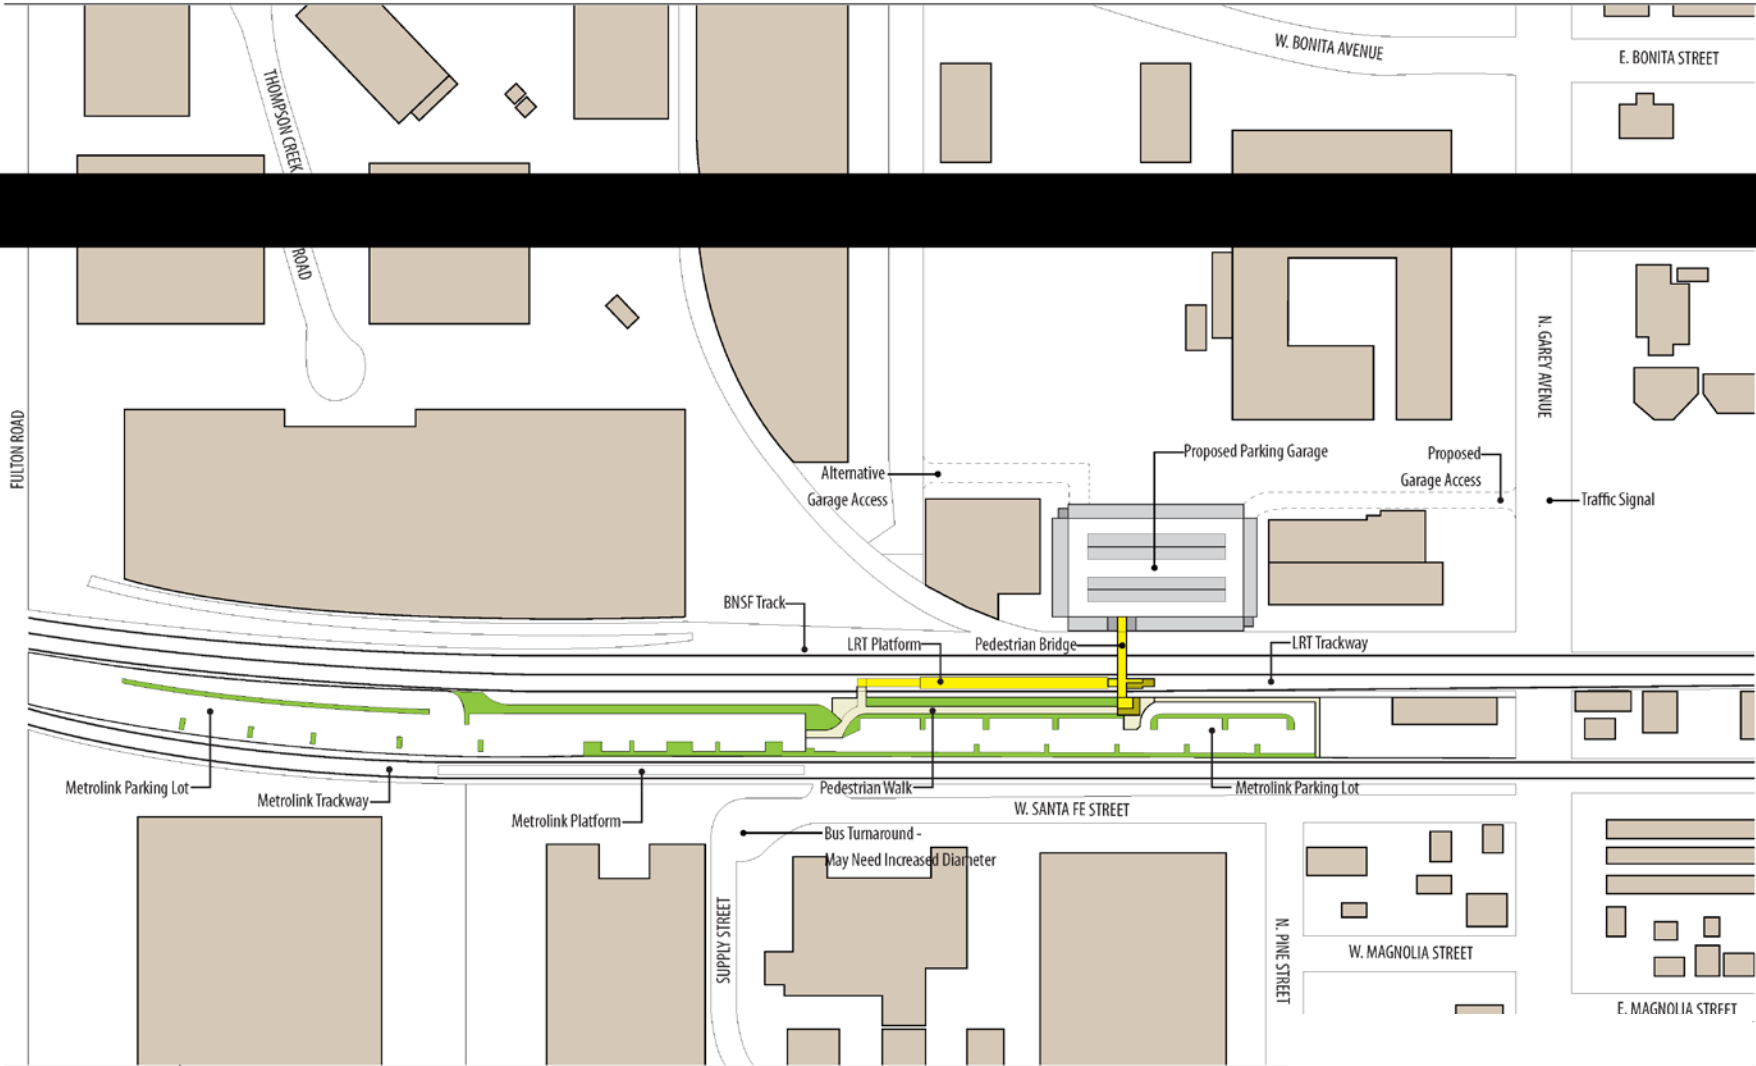 W. BONITA AVENUE
E. BONITA STREET
THOMPSON CREEK
ROAD
N. GAREY AVENUE
FULTON ROAD
Proposed Parking Garage
Proposed
Garage Access
Alternative
Garage Access
Traffic Signal
BNSF Track
LRT Platform
Pedestrian Bridge
LRT Trackway
Metrolink Parking Lot
Metrolink Trackway
Metrolink Platform
Pedestrian Walk
Metrolink Parking Lot
W. SANTA FE STREET
Bus Turnaround -
May Need Increased Diameter
SUPPLY STREET
N. PINE STREET
W. MAGNOLIA STREET
E. MAGNOLIA STREET